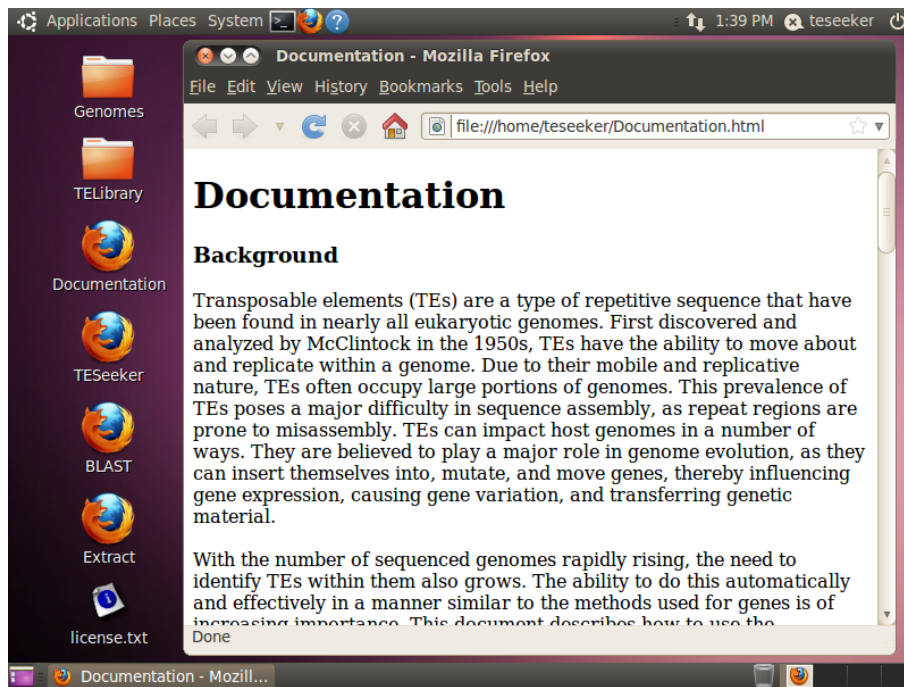 Applications Places System 1:39 PM teseeker
Genomes
TELibrary
Documentation
TESeeker
BLAST
Extract
license.txt
Documentation - Mozilla Firefox
File Edit View History Bookmarks Tools Help
file:///home/teseeker/Documentation.html
Documentation
Background
Transposable elements (TEs) are a type of repetitive sequence that have
been found in nearly all eukaryotic genomes. First discovered and
analyzed by McClintock in the 1950s, TEs have the ability to move about
and replicate within a genome. Due to their mobile and replicative
nature, TEs often occupy large portions of genomes. This prevalence of
TEs poses a major difficulty in sequence assembly, as repeat regions are
prone to misassembly. TEs can impact host genomes in a number of
ways. They are believed to play a major role in genome evolution, as they
can insert themselves into, mutate, and move genes, thereby influencing
gene expression, causing gene variation, and transferring genetic
material.
With the number of sequenced genomes rapidly rising, the need to
identify TEs within them also grows. The ability to do this automatically
and effectively in a manner similar to the methods used for genes is of
increasing importance. This document describes how to use the
Done
Documentation - Mozill...